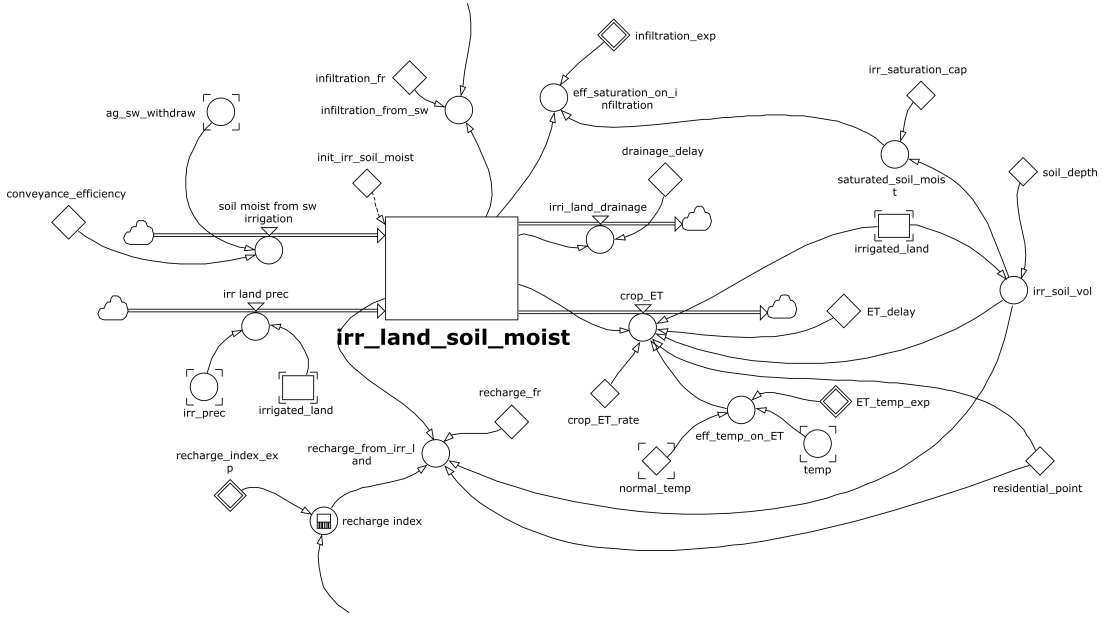 infiltration_exp
infiltration_fr
irr_saturation_cap
ag_sw_withdraw
infiltration_from_sw
eff_saturation_on_i
nfiltration
init_irr_soil_moist
drainage_delay
saturated_soil_mois
t
soil_depth
conveyance_efficiency
soil moist from sw
irrigation
irri_land_drainage
irrigated_land
irr_soil_vol
irr land prec
crop_ET
ET_delay
irr_land_soil_moist
irr_prec
irrigated_land
recharge_fr
crop_ET_rate
ET_temp_exp
eff_temp_on_ET
recharge_from_irr_l
and
recharge_index_ex
p
temp
normal_temp
residential_point
recharge index